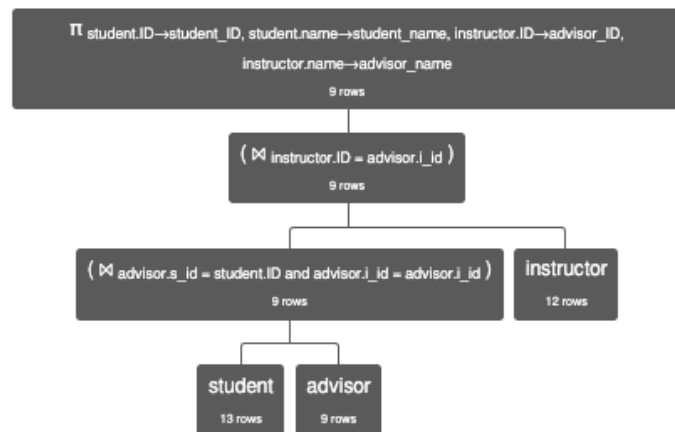 π student.ID→student_ID, student.name→student_name, instructor.ID→advisor_ID,
instructor.name→advisor_name
9 rows
( ⋈ instructor.ID = advisor.i_id )
9 rows
( ⋈ advisor.s_id = student.ID and advisor.i_id = advisor.i_id )
9 rows
instructor
12 rows
student
13 rows
advisor
9 rows